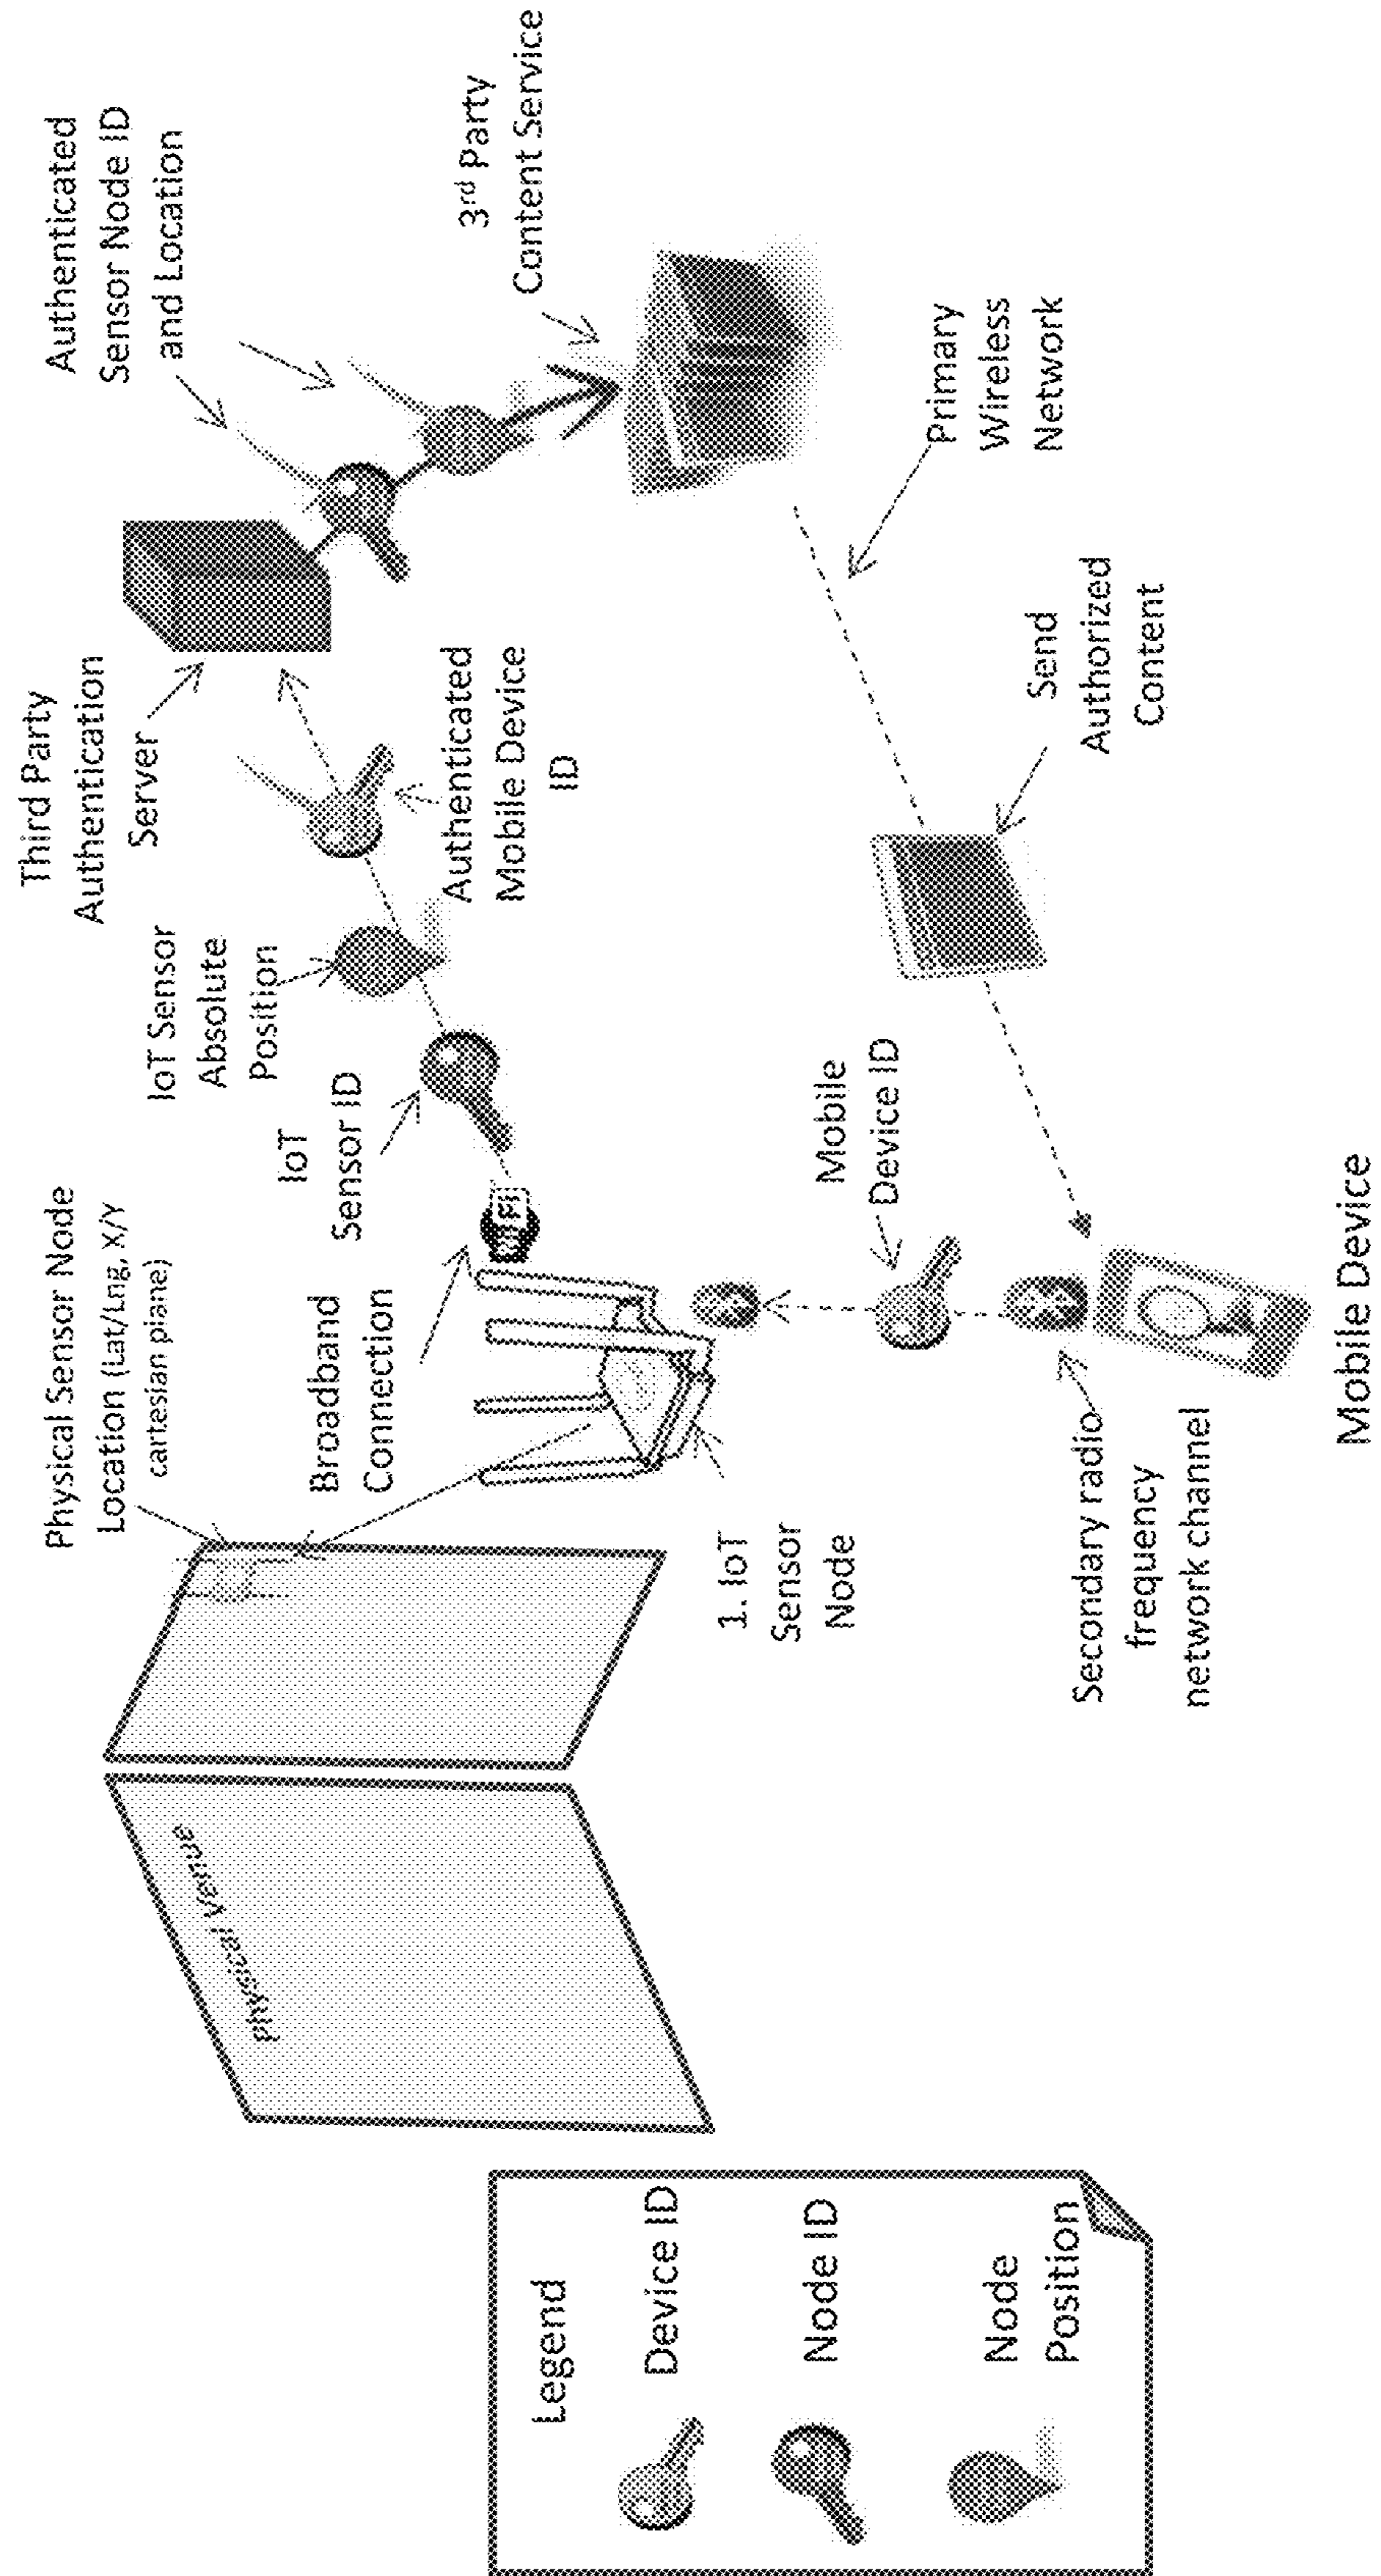 Physical Sensor Node
Location (Lat/Lng, X/Y
cartesian plane)
Physical Venue
Broadband
Connection
WiFi
IoT
Sensor ID
IoT Sensor
Absolute
Position
Third Party
Authentication
Server
Authenticated
Mobile Device
ID
Authenticated
Sensor Node ID
and Location
3rd Party
Content Service
Primary
Wireless
Network
Send
Authorized
Content
Mobile
Device ID
1. IoT
Sensor
Node
Secondary radio
frequency
network channel
Mobile Device
Legend
Device ID
Node ID
Node
Position